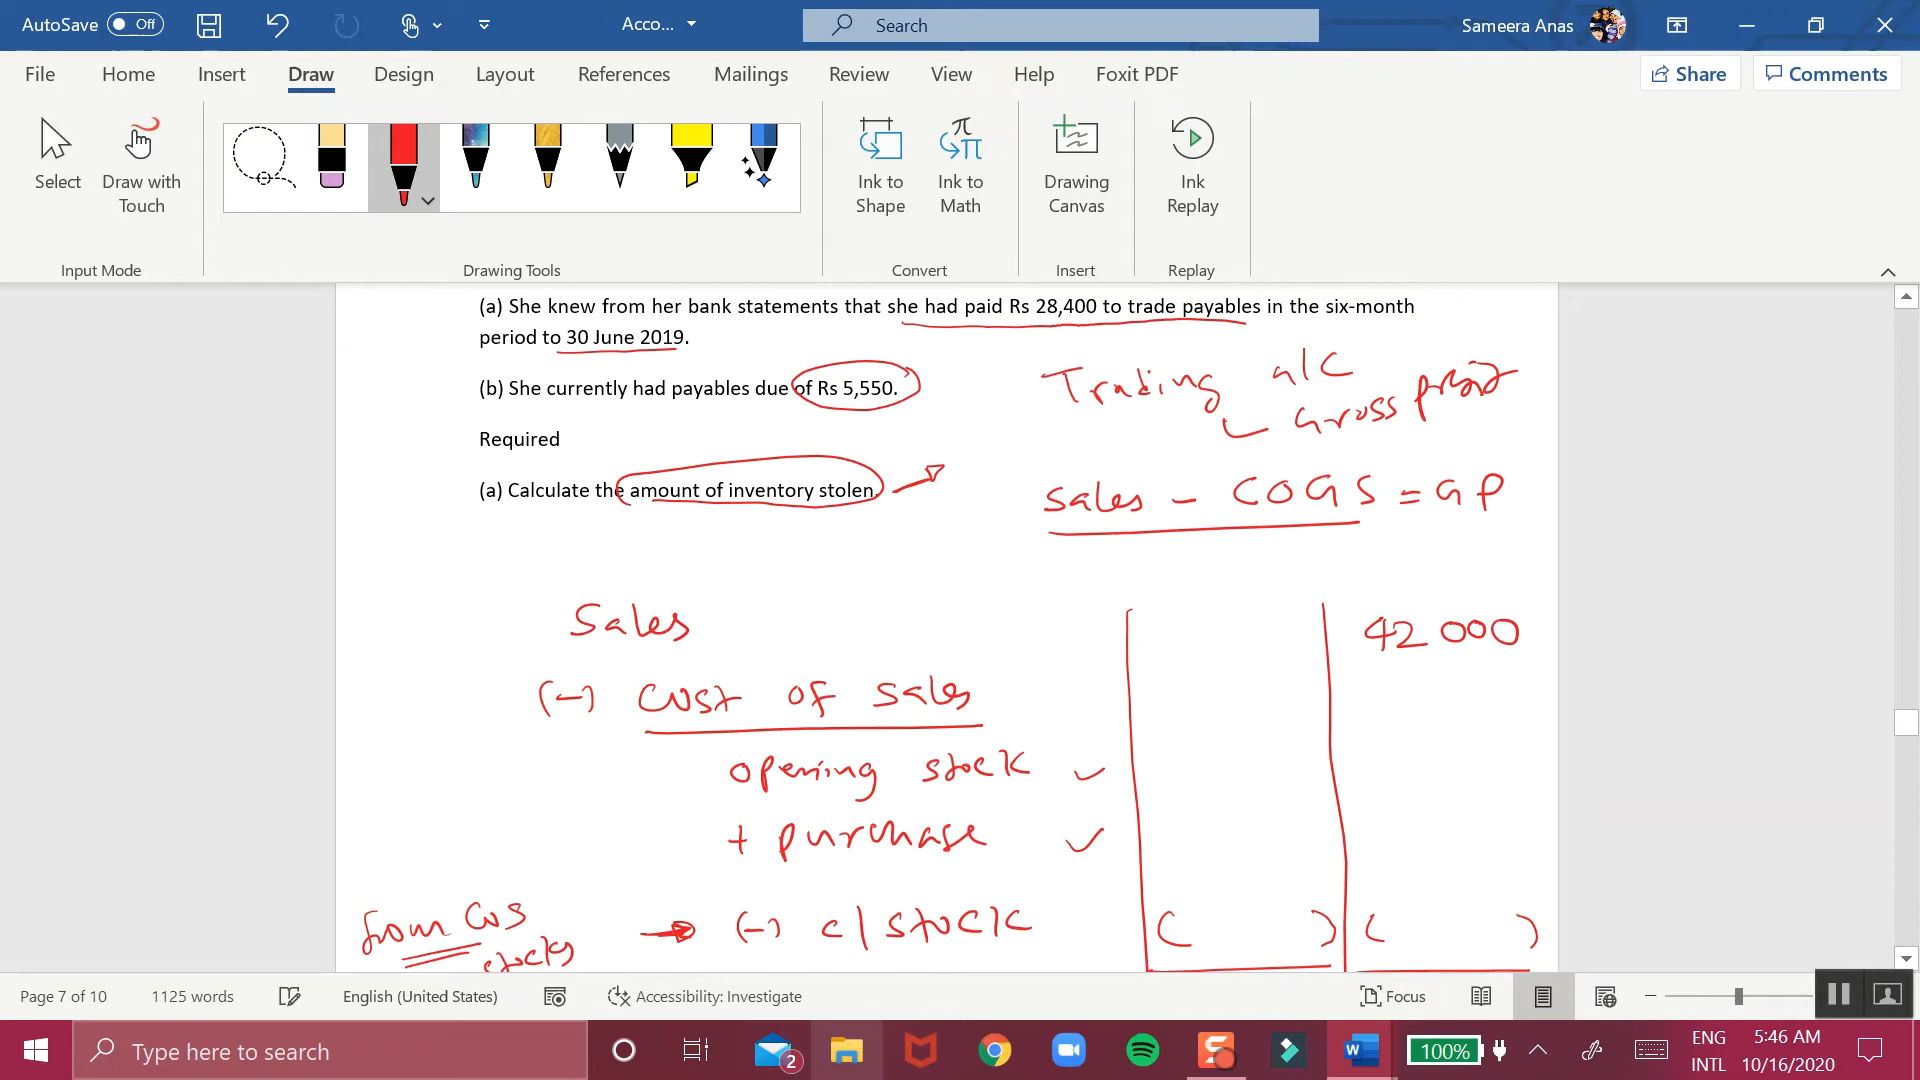 AutoSave Off Acco... Search Sameera Anas
File Home Insert Draw Design Layout References Mailings Review View Help Foxit PDF Share Comments
Select Draw with Touch Ink to Shape Ink to Math Drawing Canvas Ink Replay
Input Mode Drawing Tools Convert Insert Replay
(a) She knew from her bank statements that she had paid Rs 28,400 to trade payables in the six-month
period to 30 June 2019.
Trading a/c
(b) She currently had payables due of Rs 5,550.
Gross profit
Required
(a) Calculate the amount of inventory stolen.
Sales - COGS = GP
Sales 42 000
(-) cost of sales
opening stock
+ purchase
from cos
stocks
(-) cl stock ( ) ( )
Page 7 of 10 1125 words English (United States) Accessibility: Investigate Focus
Type here to search 2 100% ENG 5:46 AM
INTL 10/16/2020